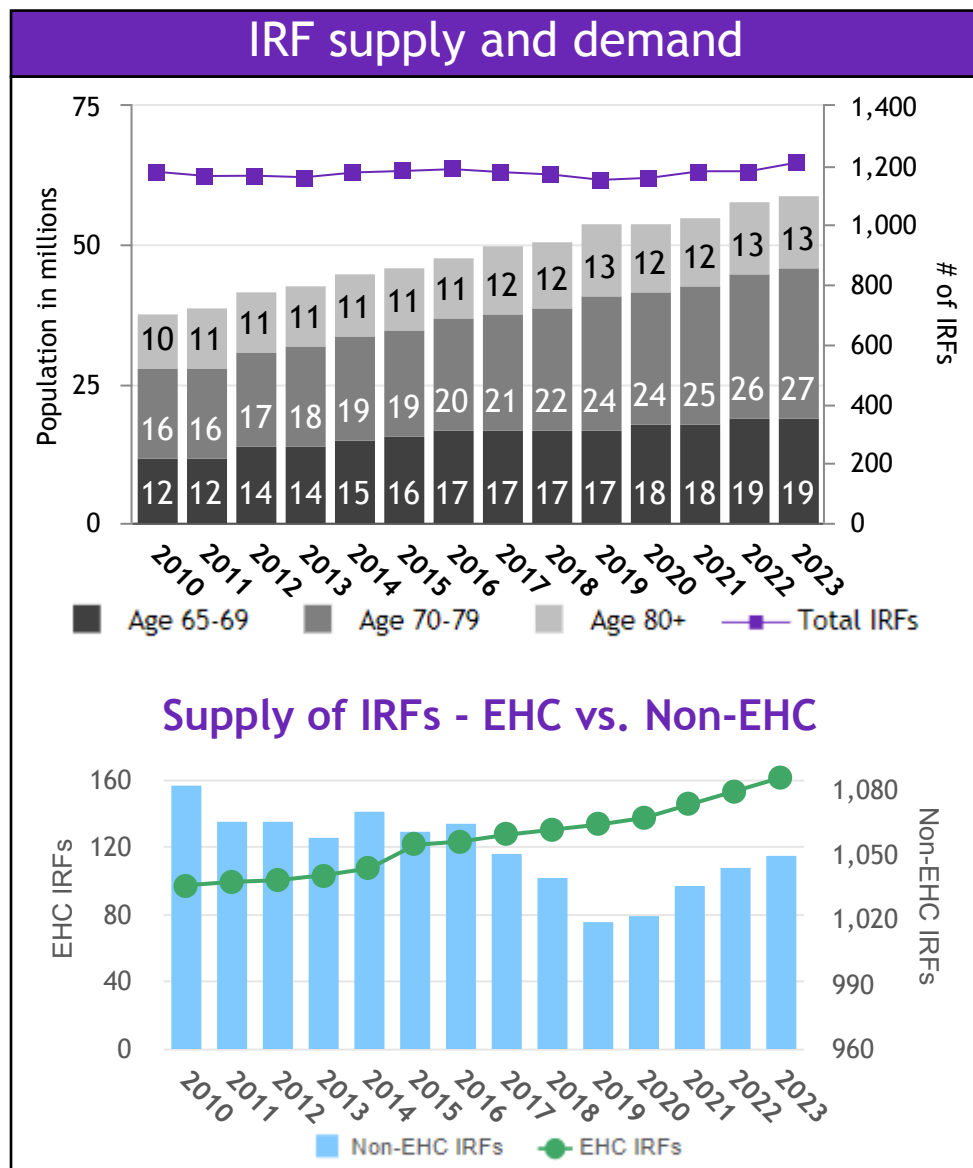 IRF supply and demand
75
50
25
0
Population in millions
1,400
1,200
1,000
800
600
400
200
0
# of IRFs
10 11 11 11 11 11 11 12 12 13 12 12 13 13
16 16 17 18 19 19 20 21 22 24 24 25 26 27
12 12 14 14 15 16 17 17 17 17 18 18 19 19
2010 2011 2012 2013 2014 2015 2016 2017 2018 2019 2020 2021 2022 2023
Age 65-69 Age 70-79 Age 80+ Total IRFs
Supply of IRFs - EHC vs. Non-EHC
160
120
80
40
0
EHC IRFs
1,080
1,050
1,020
990
960
Non-EHC IRFs
2010 2011 2012 2013 2014 2015 2016 2017 2018 2019 2020 2021 2022 2023
Non-EHC IRFs EHC IRFs